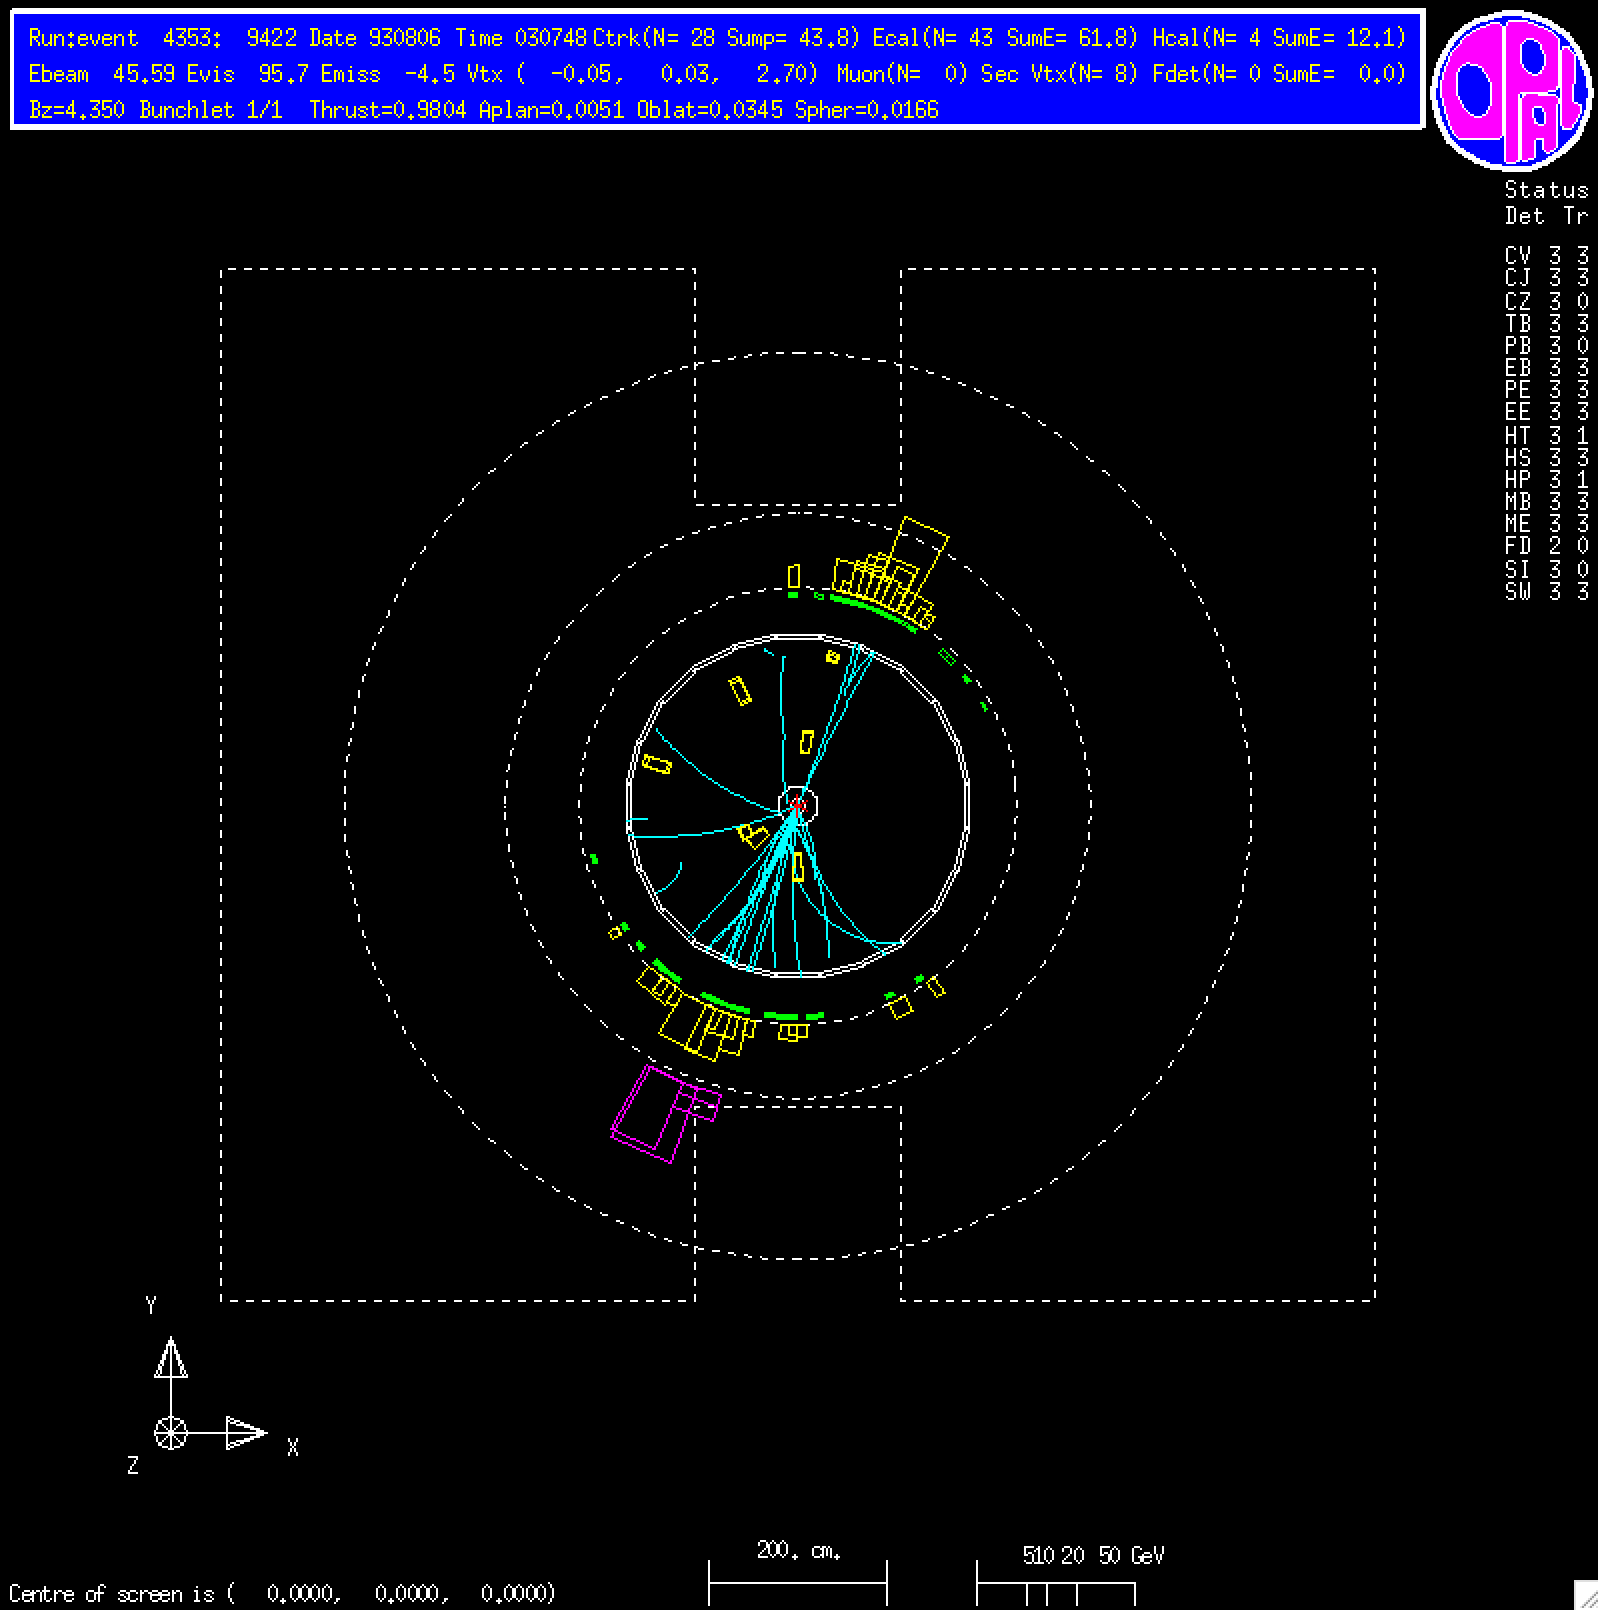 Run:event 4353: 9422 Date 930806 Time 030748 Ctrk(N= 28 Sump= 43.8) Ecal(N= 43 SumE= 61.8) Hcal(N= 4 SumE= 12.1)
Ebeam 45.59 Evis 95.7 Emiss -4.5 Vtx ( -0.05, 0.03, 2.70) Muon(N= 0) Sec Vtx(N= 8) Fdet(N= 0 SumE= 0.0)
Bz=4.350 Bunchlet 1/1 Thrust=0.9804 Aplan=0.0051 Oblat=0.0345 Spher=0.0166
OPAL
Status
Det Tr
CV 3 3
CJ 3 3
CZ 3 0
TB 3 3
PB 3 0
EB 3 3
PE 3 3
EE 3 3
HT 3 1
HS 3 3
HP 3 1
MB 3 3
ME 3 3
FD 2 0
SI 3 0
SW 3 3
Y
X
Z
200. cm.
510 20 50 GeV
Centre of screen is ( 0.0000, 0.0000, 0.0000)